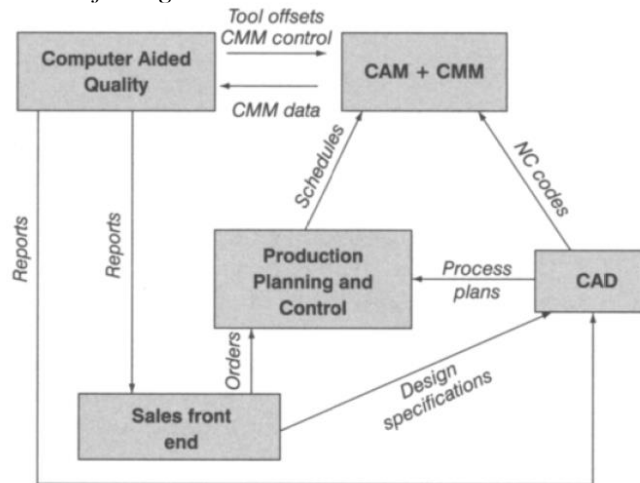 Tool offsets
CMM control
Computer Aided
Quality
CAM + CMM
CMM data
Schedules
NC codes
Reports
Reports
Production
Planning and
Control
Process
plans
CAD
Orders
Design
specifications
Sales front
end